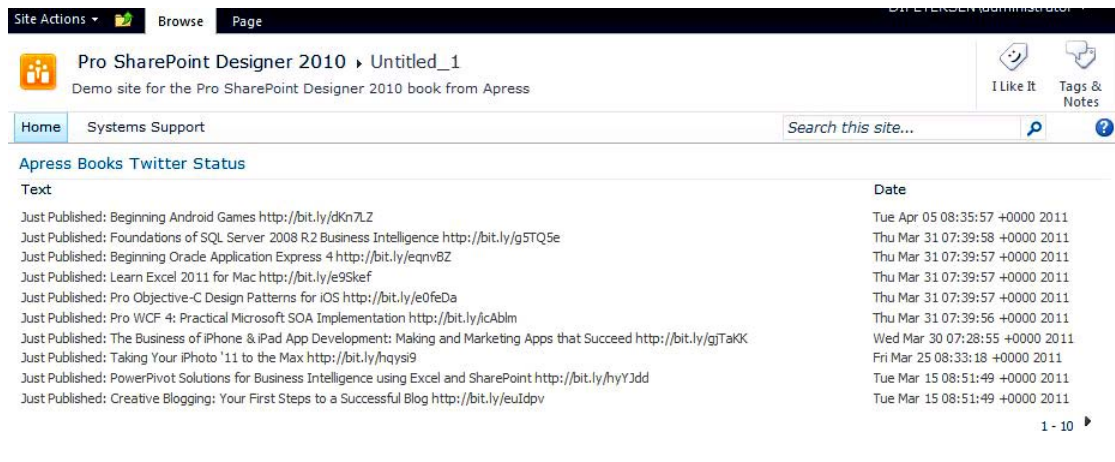 Site Actions Browse Page
Pro SharePoint Designer 2010 Untitled_1
Demo site for the Pro SharePoint Designer 2010 book from Apress
I Like It
Tags & Notes
Home Systems Support Search this site...
Apress Books Twitter Status
Text Date
Just Published: Beginning Android Games http://bit.ly/dKn7LZ Tue Apr 05 08:35:57 +0000 2011
Just Published: Foundations of SQL Server 2008 R2 Business Intelligence http://bit.ly/g5TQ5e Thu Mar 31 07:39:58 +0000 2011
Just Published: Beginning Oracle Application Express 4 http://bit.ly/eqnvBZ Thu Mar 31 07:39:57 +0000 2011
Just Published: Learn Excel 2011 for Mac http://bit.ly/e9Skef Thu Mar 31 07:39:57 +0000 2011
Just Published: Pro Objective-C Design Patterns for iOS http://bit.ly/e0feDa Thu Mar 31 07:39:57 +0000 2011
Just Published: Pro WCF 4: Practical Microsoft SOA Implementation http://bit.ly/icAblm Thu Mar 31 07:39:56 +0000 2011
Just Published: The Business of iPhone & iPad App Development: Making and Marketing Apps that Succeed http://bit.ly/gjTaKK Wed Mar 30 07:28:55 +0000 2011
Just Published: Taking Your iPhoto '11 to the Max http://bit.ly/hqysi9 Fri Mar 25 08:33:18 +0000 2011
Just Published: PowerPivot Solutions for Business Intelligence using Excel and SharePoint http://bit.ly/hyYJdd Tue Mar 15 08:51:49 +0000 2011
Just Published: Creative Blogging: Your First Steps to a Successful Blog http://bit.ly/euIdpv Tue Mar 15 08:51:49 +0000 2011
1 - 10